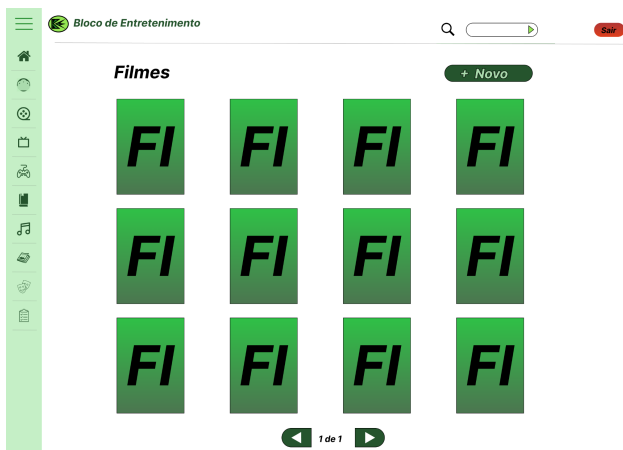 Bloco de Entretenimento
Sair
Filmes
+ Novo
FI FI FI FI
FI FI FI FI
FI FI FI FI
1 de 1